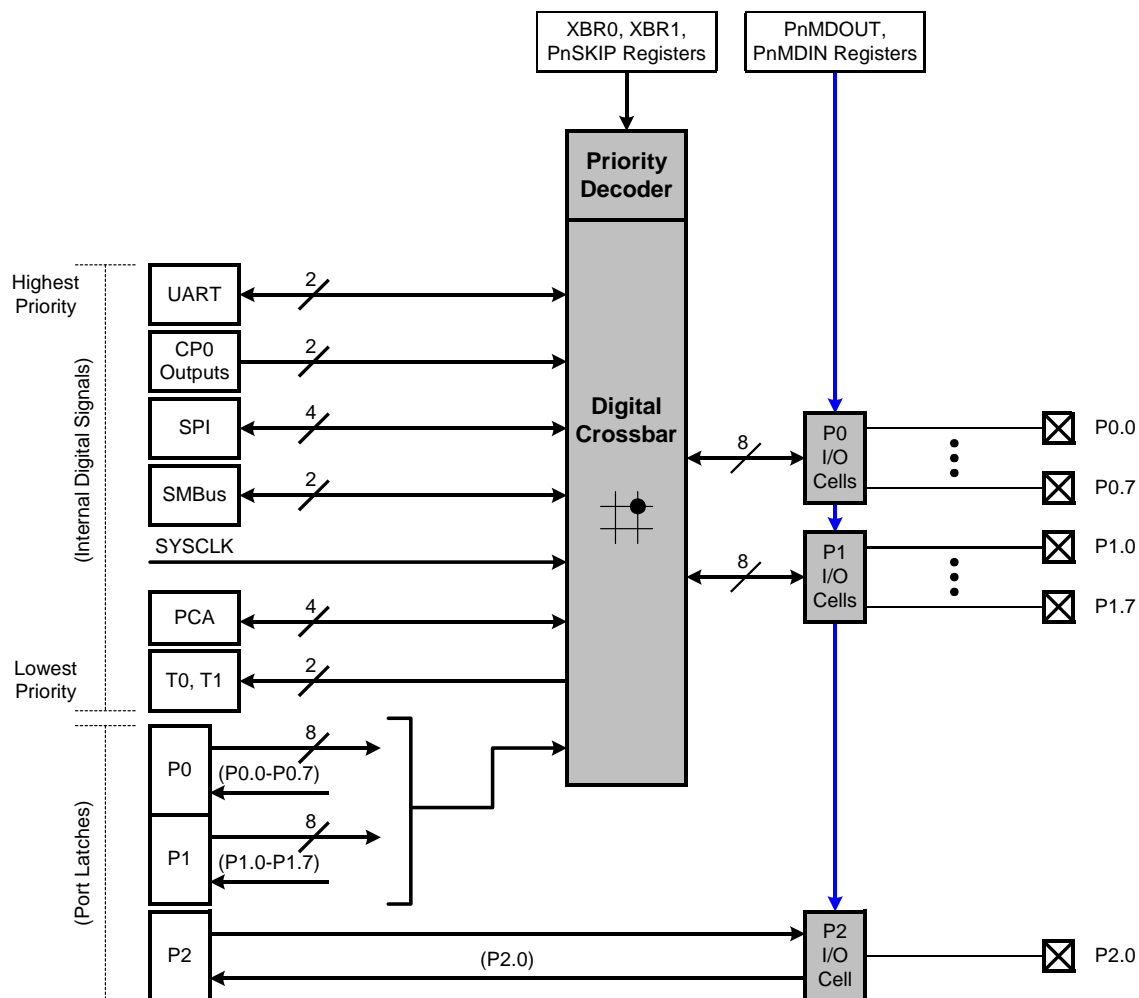 XBR0, XBR1,
PnSKIP Registers
PnMDOUT,
PnMDIN Registers
Priority
Decoder
Highest
Priority
(Internal Digital Signals)
UART
2
CP0
Outputs
2
SPI
4
SMBus
2
SYSCLK
PCA
4
Lowest
Priority
T0, T1
2
Digital
Crossbar
8
P0
I/O
Cells
P0.0
P0.7
8
P1
I/O
Cells
P1.0
P1.7
(Port Latches)
P0
8
(P0.0-P0.7)
P1
8
(P1.0-P1.7)
P2
(P2.0)
P2
I/O
Cell
P2.0